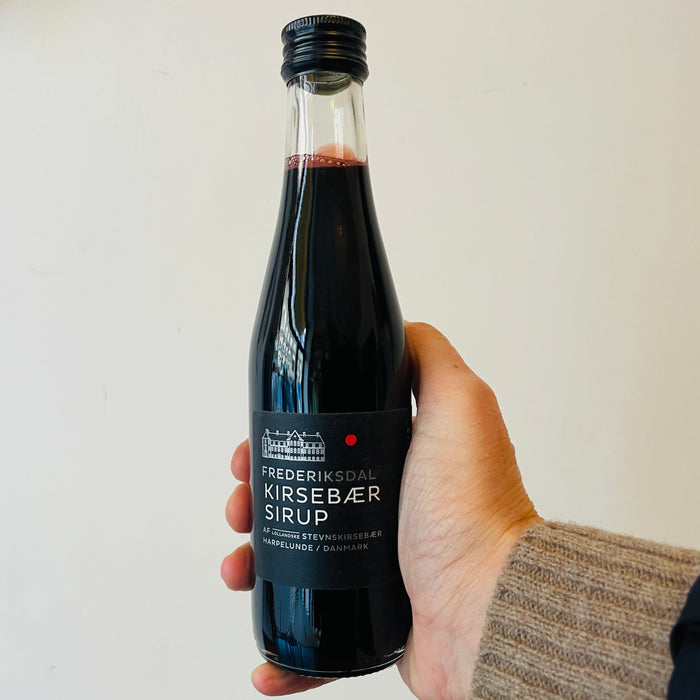 FREDERIKSDAL
KIRSEBÆR
SIRUP
AF LOLLANDSKE STEVNSKIRSEBÆR
HARPELUNDE / DANMARK